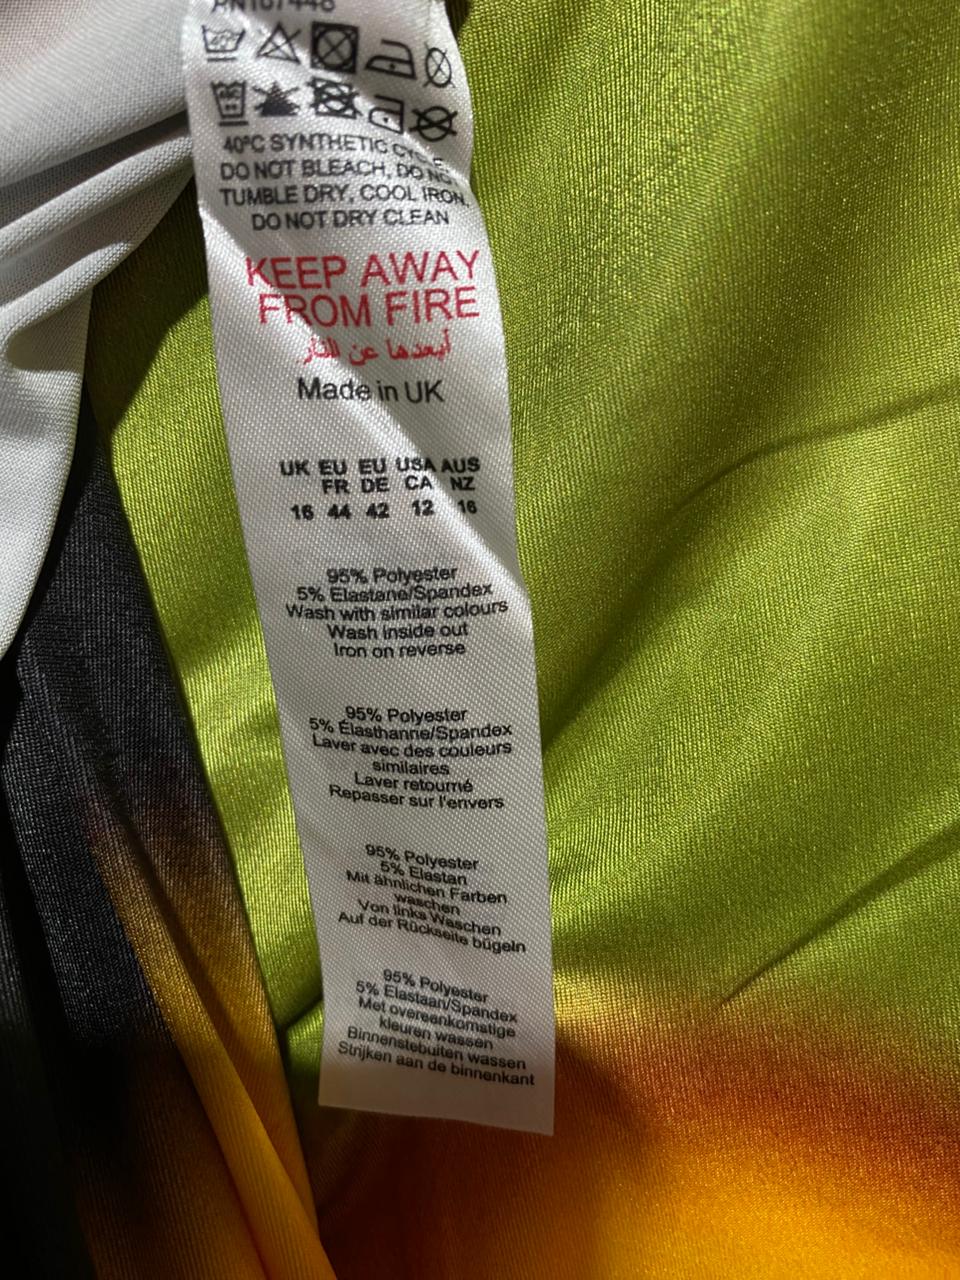 40°C SYNTHETIC CYCLE
DO NOT BLEACH, DO NOT
TUMBLE DRY, COOL IRON,
DO NOT DRY CLEAN
KEEP AWAY
FROM FIRE
أبعدها عن النار
Made in UK
UK EU EU USA AUS
FR DE CA NZ
16 44 42 12 16
95% Polyester
5% Elastane/Spandex
Wash with similar colours
Wash inside out
Iron on reverse
95% Polyester
5% Élasthanne/Spandex
Laver avec des couleurs
similaires
Laver retourné
Repasser sur l'envers
95% Polyester
5% Elastan
Mit ähnlichen Farben
waschen
Von links Waschen
Auf der Rückseite bügeln
95% Polyester
5% Elastaan/Spandex
Met overeenkomstige
kleuren wassen
Binnenstebuiten wassen
Strijken aan de binnenkant